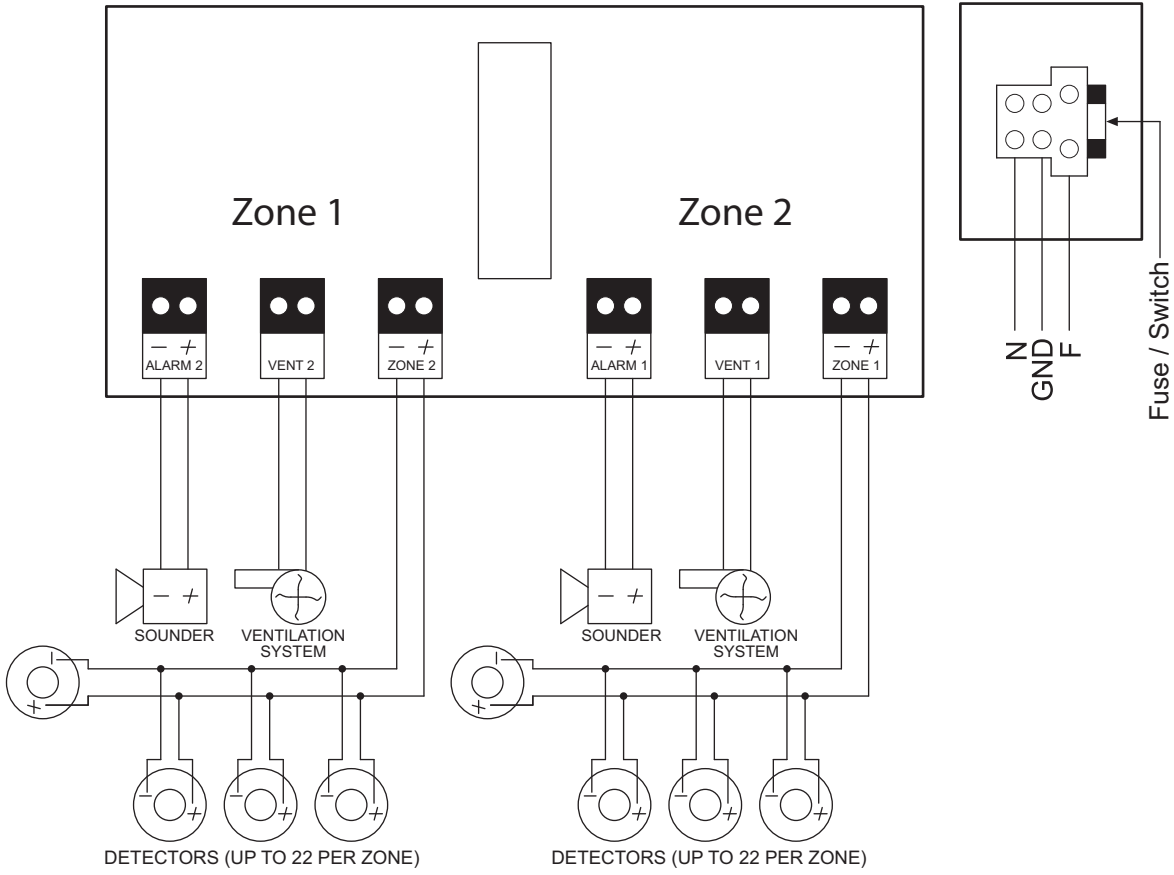 Zone 1
Zone 2
− +
ALARM 2
VENT 2
− +
ZONE 2
− +
ALARM 1
VENT 1
− +
ZONE 1
N
GND
F
Fuse / Switch
− +
SOUNDER
VENTILATION
SYSTEM
− +
SOUNDER
VENTILATION
SYSTEM
−
+
−
+
− +
− +
− +
− +
− +
− +
DETECTORS (UP TO 22 PER ZONE)
DETECTORS (UP TO 22 PER ZONE)